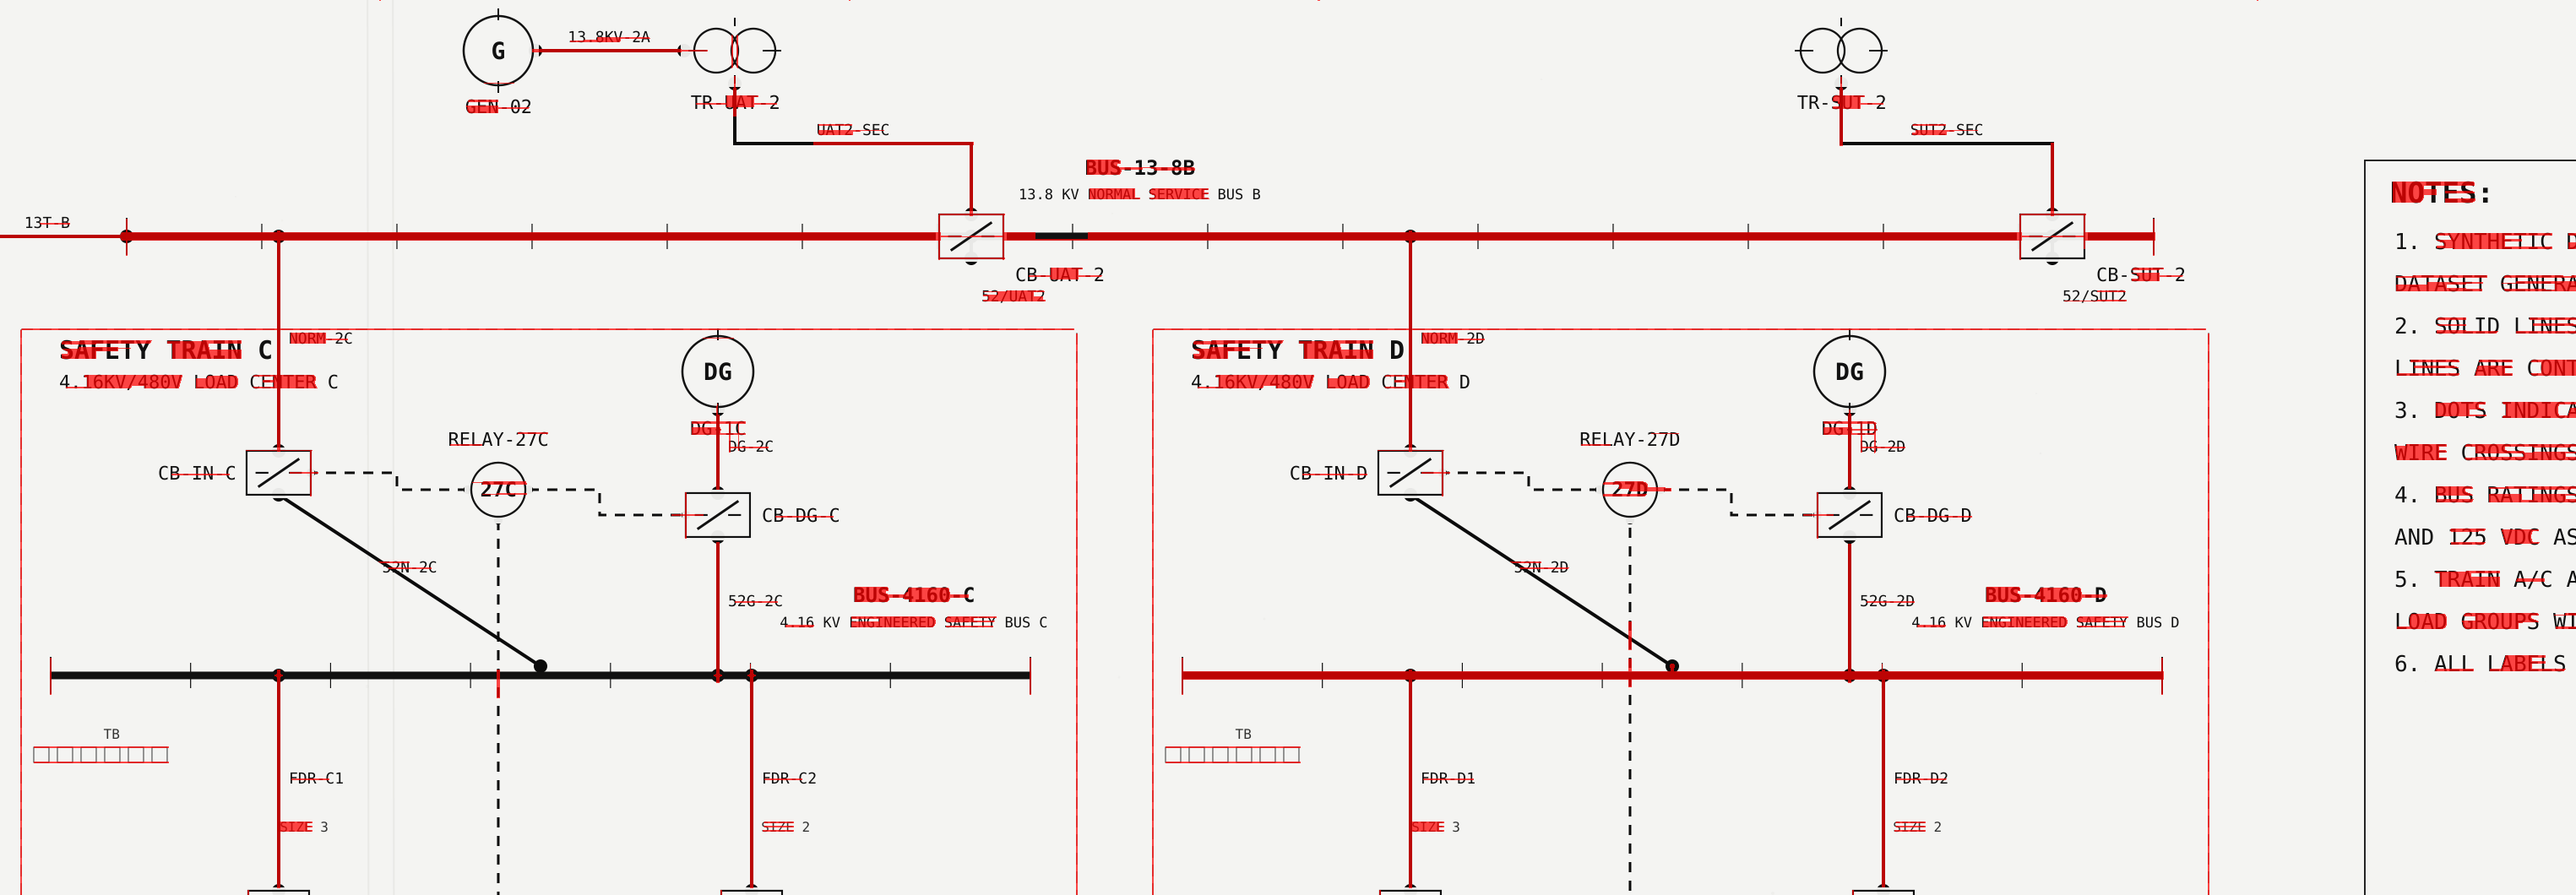 G
13.8KV-2A
GEN-02
TR-UAT-2
TR-SUT-2
UAT2-SEC
SUT2-SEC
BUS-13-8B
13.8 KV NORMAL SERVICE BUS B
13T-B
CB-UAT-2
52/UAT2
CB-SUT-2
52/SUT2
NOTES:
1. SYNTHETIC
DATASET
2. SOLID LINES
LINES ARE
3. DOTS
WIRE CROSSINGS
4. BUS RATINGS
AND 125 VDC AS
5. TRAIN A/C A
LOAD GROUPS
6. ALL LABELS
SAFETY TRAIN C
4.16KV/480V LOAD CENTER C
NORM-2C
DG
DG-1C
DG-2C
RELAY-27C
27C
CB-IN-C
CB-DG-C
52N-2C
52G-2C
BUS-4160-C
4.16 KV ENGINEERED SAFETY BUS C
TB
FDR-C1
FDR-C2
SIZE 3
SIZE 2
SAFETY TRAIN D
4.16KV/480V LOAD CENTER D
NORM-2D
DG
DG-1D
DG-2D
RELAY-27D
27D
CB-IN-D
CB-DG-D
52N-2D
52G-2D
BUS-4160-D
4.16 KV ENGINEERED SAFETY BUS D
TB
FDR-D1
FDR-D2
SIZE 3
SIZE 2